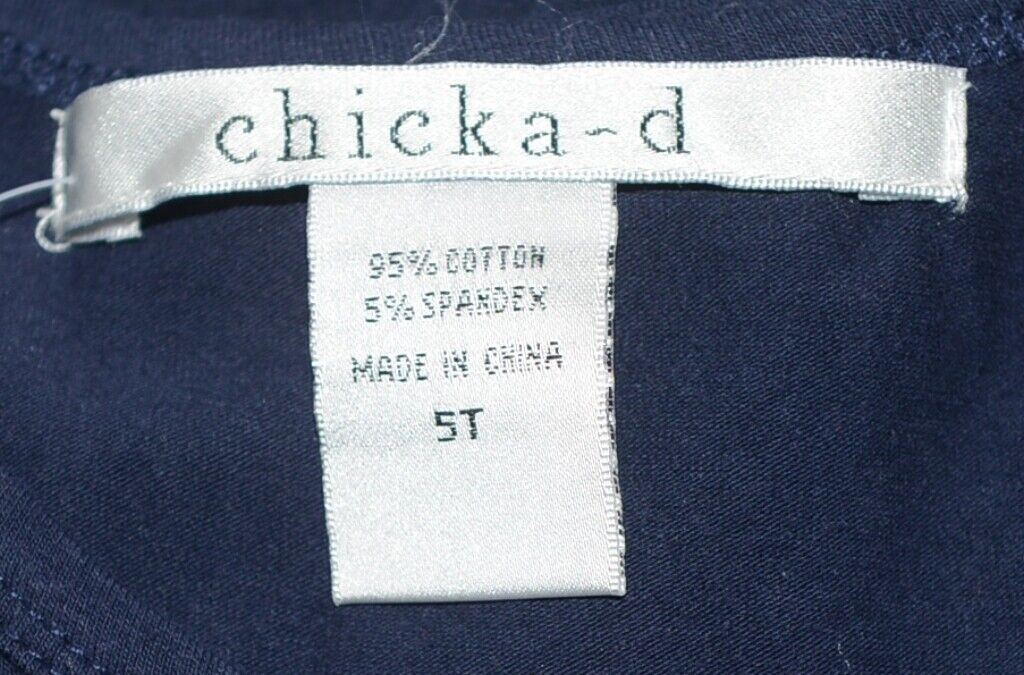 chicka-d
95% COTTON
5% SPANDEX
MADE IN CHINA
5T